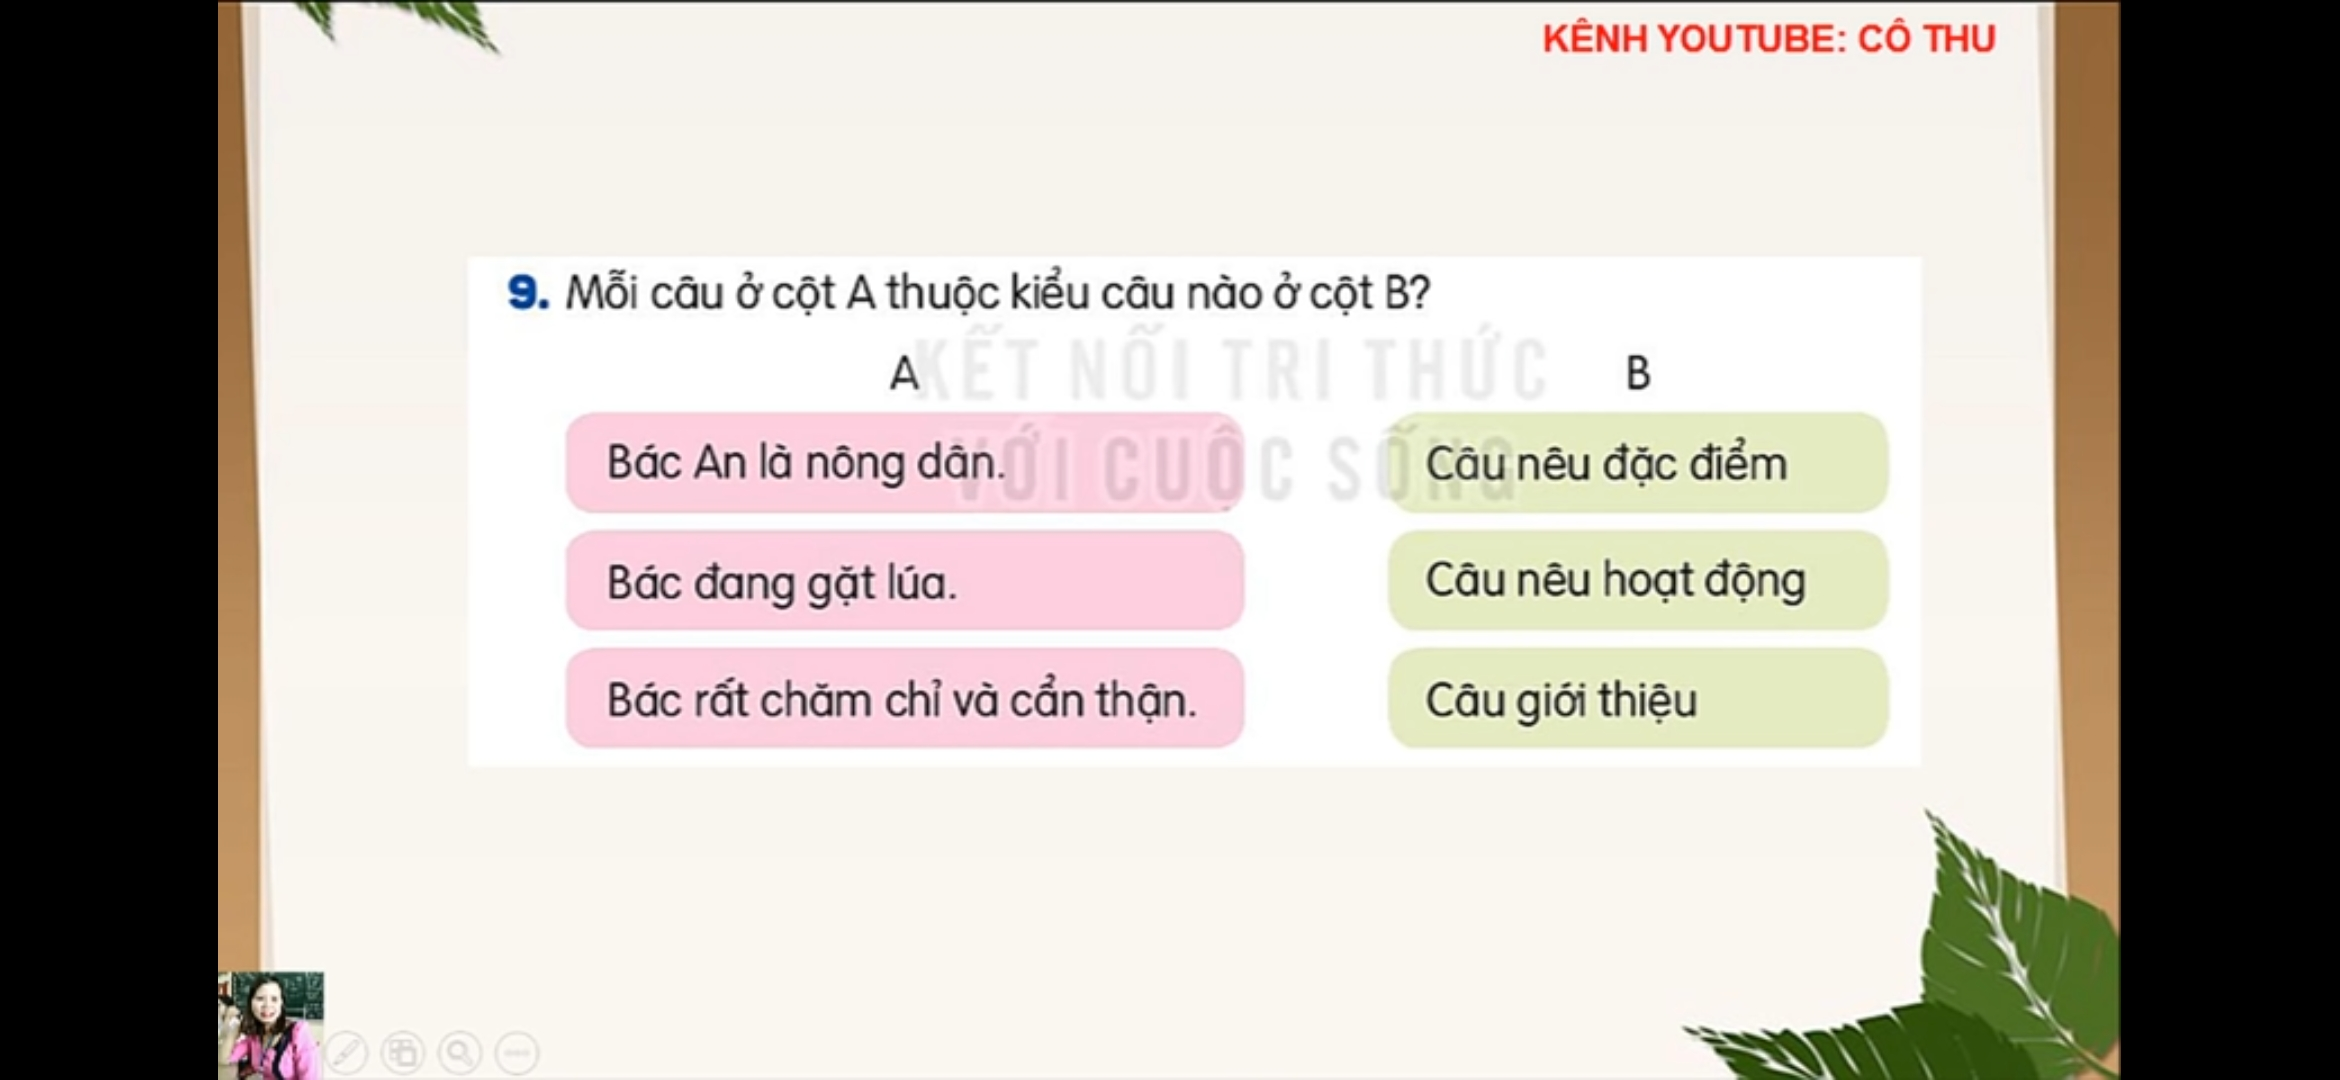 KÊNH YOUTUBE: CÔ THU
9. Mỗi câu ở cột A thuộc kiểu câu nào ở cột B?
KẾT NỐI TRI THỨC
VỚI CUỘC SỐNG
A
B
Bác An là nông dân.
Câu nêu đặc điểm
Bác đang gặt lúa.
Câu nêu hoạt động
Bác rất chăm chỉ và cẩn thận.
Câu giới thiệu